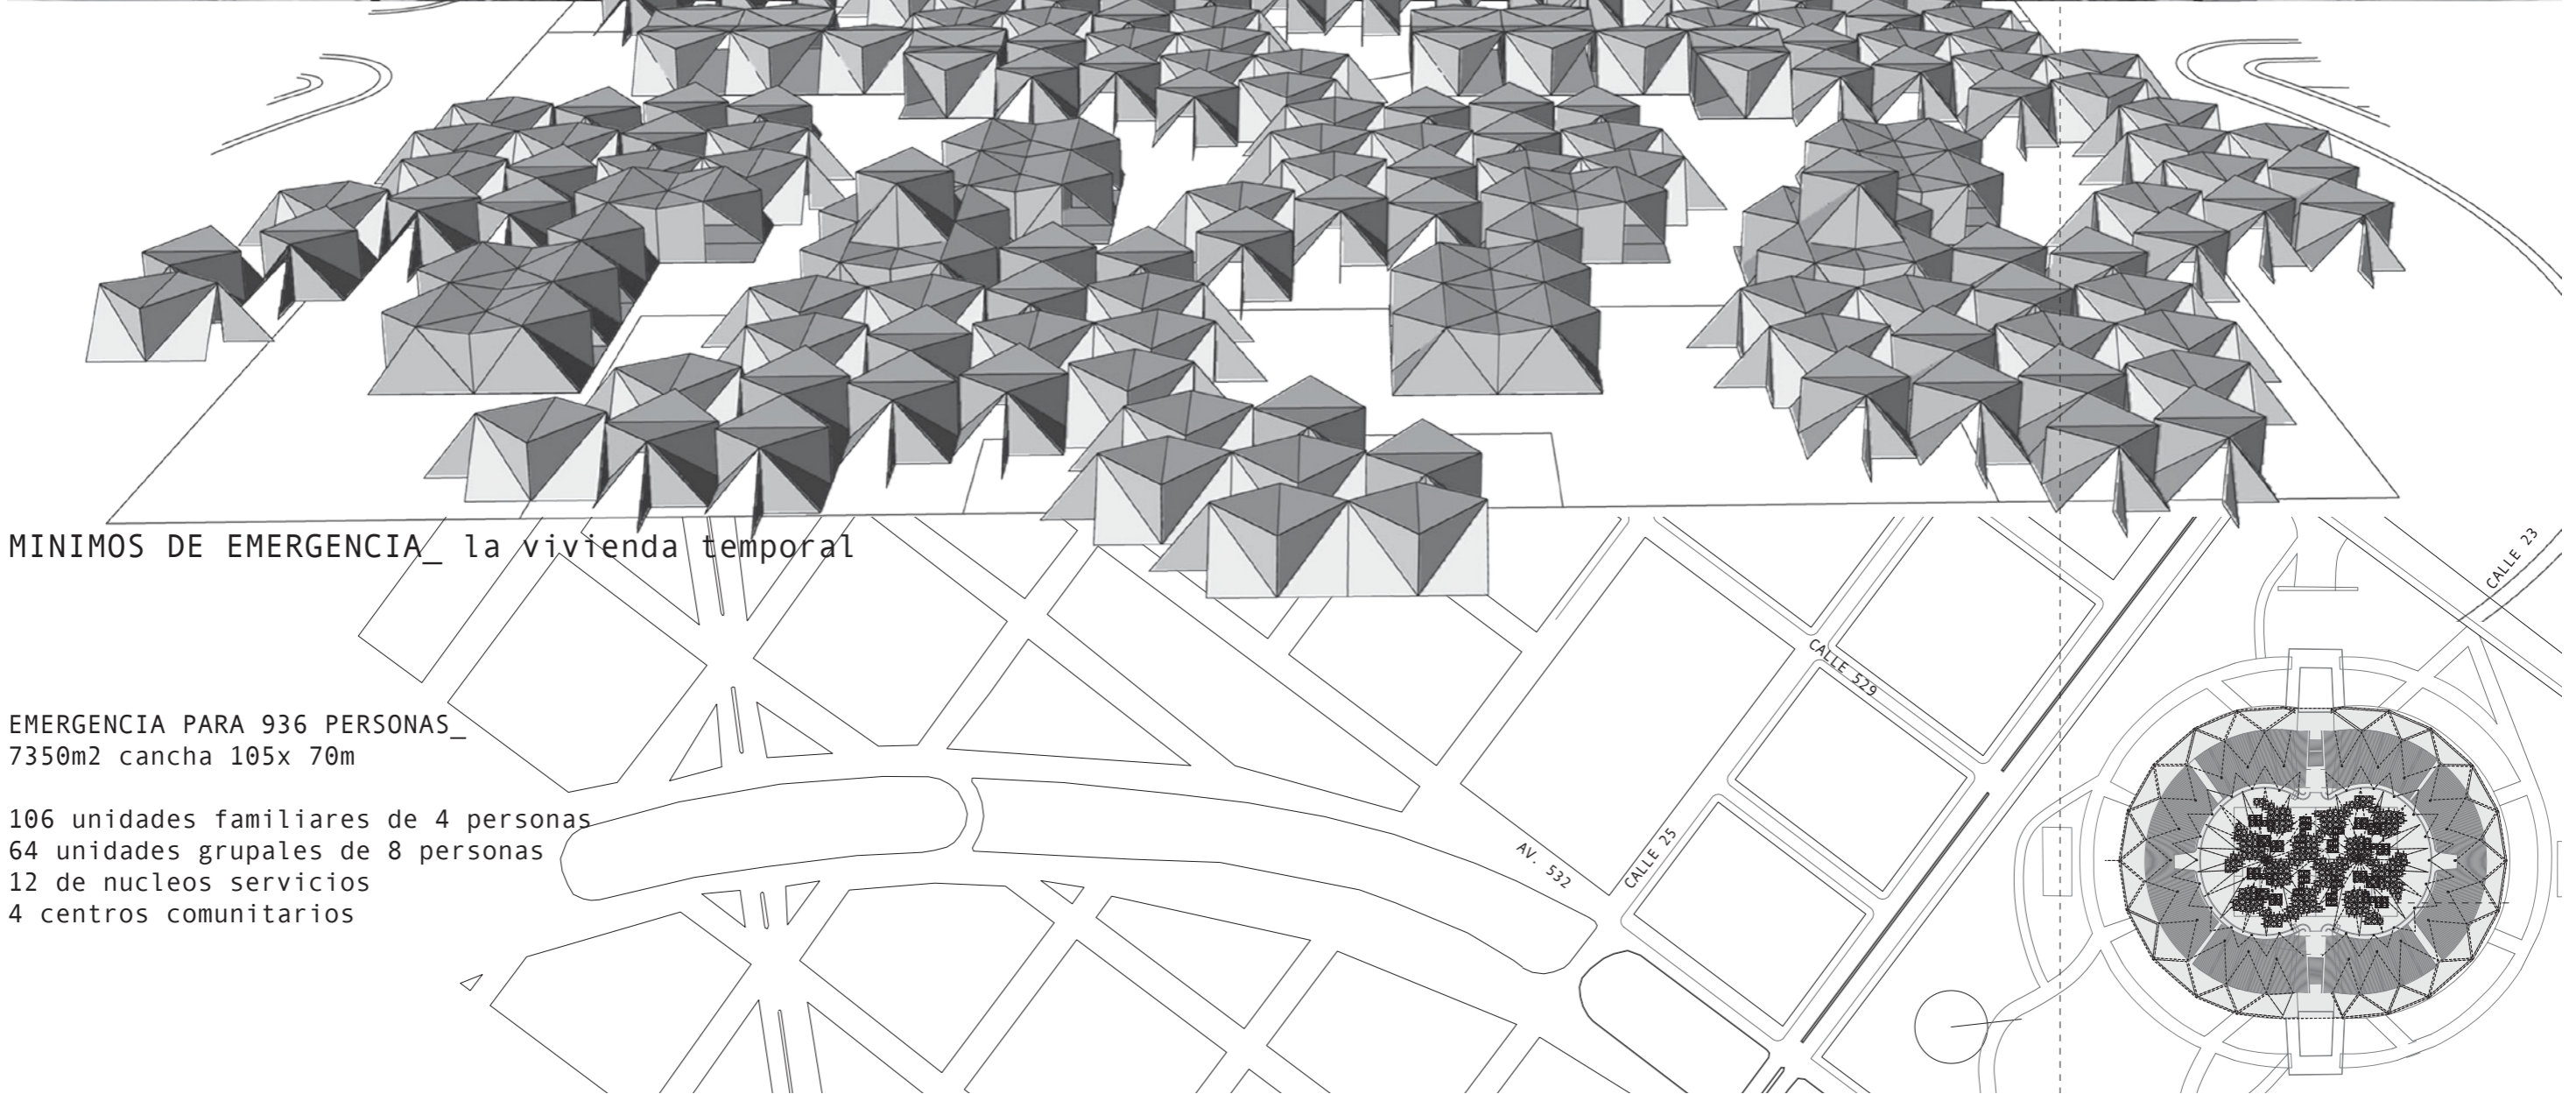 MINIMOS DE EMERGENCIA_ la vivienda temporal
CALLE 23
CALLE 529
EMERGENCIA PARA 936 PERSONAS_
7350m2 cancha 105x 70m
106 unidades familiares de 4 personas
64 unidades grupales de 8 personas
12 de nucleos servicios
4 centros comunitarios
AV. 532
CALLE 25